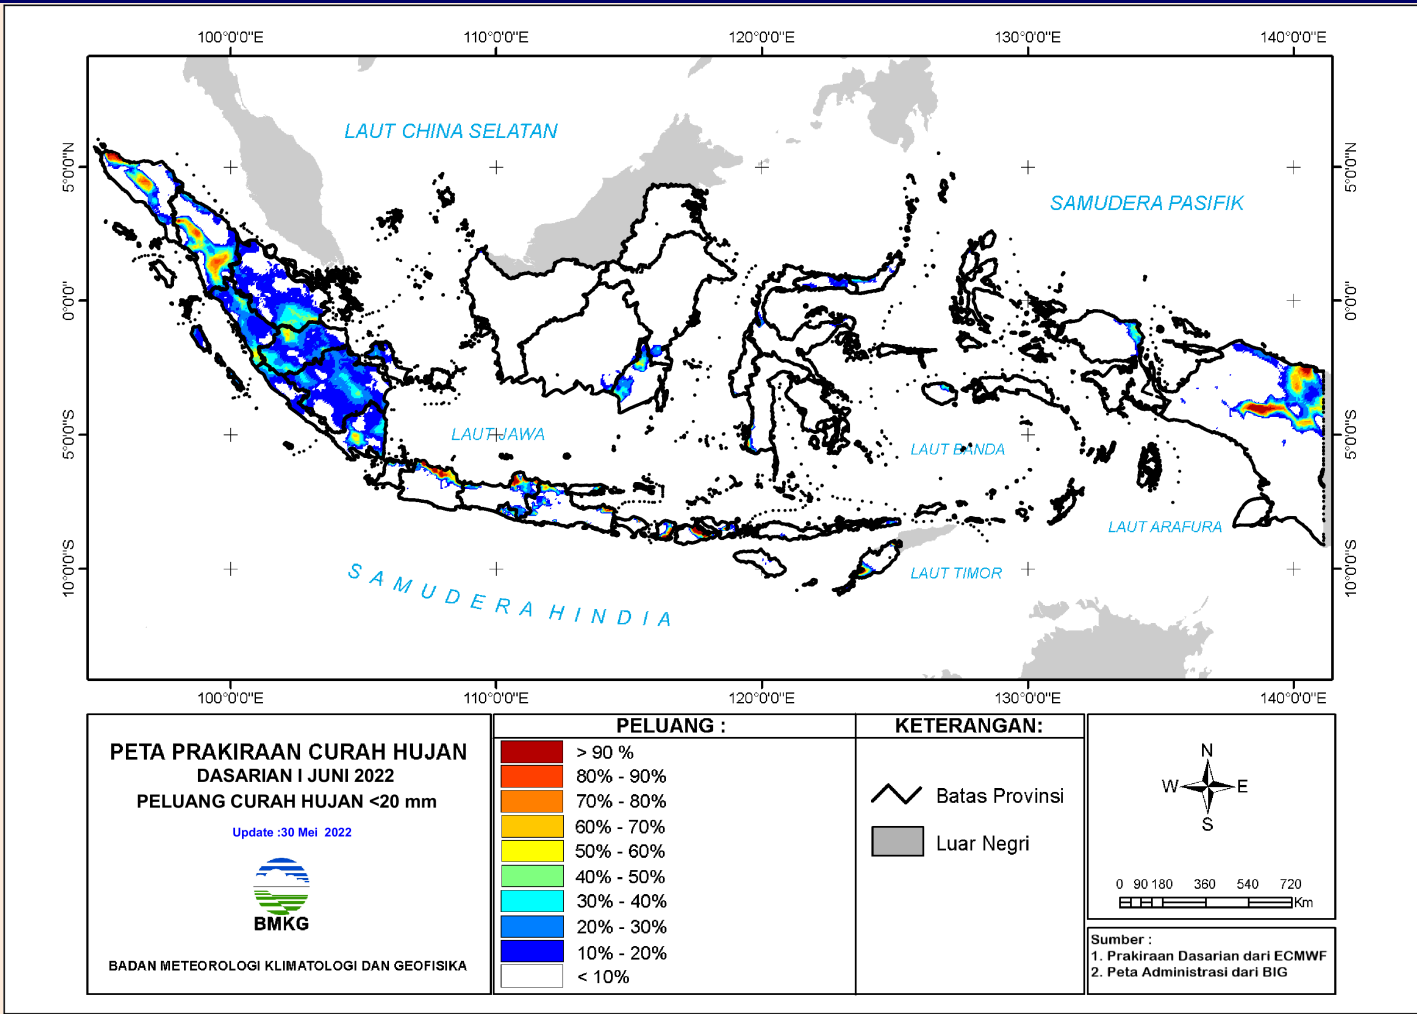 100°0'0"E 110°0'0"E 120°0'0"E 130°0'0"E 140°0'0"E
LAUT CHINA SELATAN
SAMUDERA PASIFIK
5°0'0"N
5°0'0"N
0°0'0"
0°0'0"
5°0'0"S
5°0'0"S
10°0'0"S
10°0'0"S
LAUT JAWA
LAUT BANDA
LAUT ARAFURA
LAUT TIMOR
SAMUDERA HINDIA
100°0'0"E 110°0'0"E 120°0'0"E 130°0'0"E 140°0'0"E
PETA PRAKIRAAN CURAH HUJAN
DASARIAN I JUNI 2022
PELUANG CURAH HUJAN <20 mm
Update :30 Mei 2022
BMKG
BADAN METEOROLOGI KLIMATOLOGI DAN GEOFISIKA
PELUANG :
> 90 %
80% - 90%
70% - 80%
60% - 70%
50% - 60%
40% - 50%
30% - 40%
20% - 30%
10% - 20%
< 10%
KETERANGAN:
Batas Provinsi
Luar Negri
N
W E
S
0 90 180 360 540 720
Km
Sumber :
1. Prakiraan Dasarian dari ECMWF
2. Peta Administrasi dari BIG